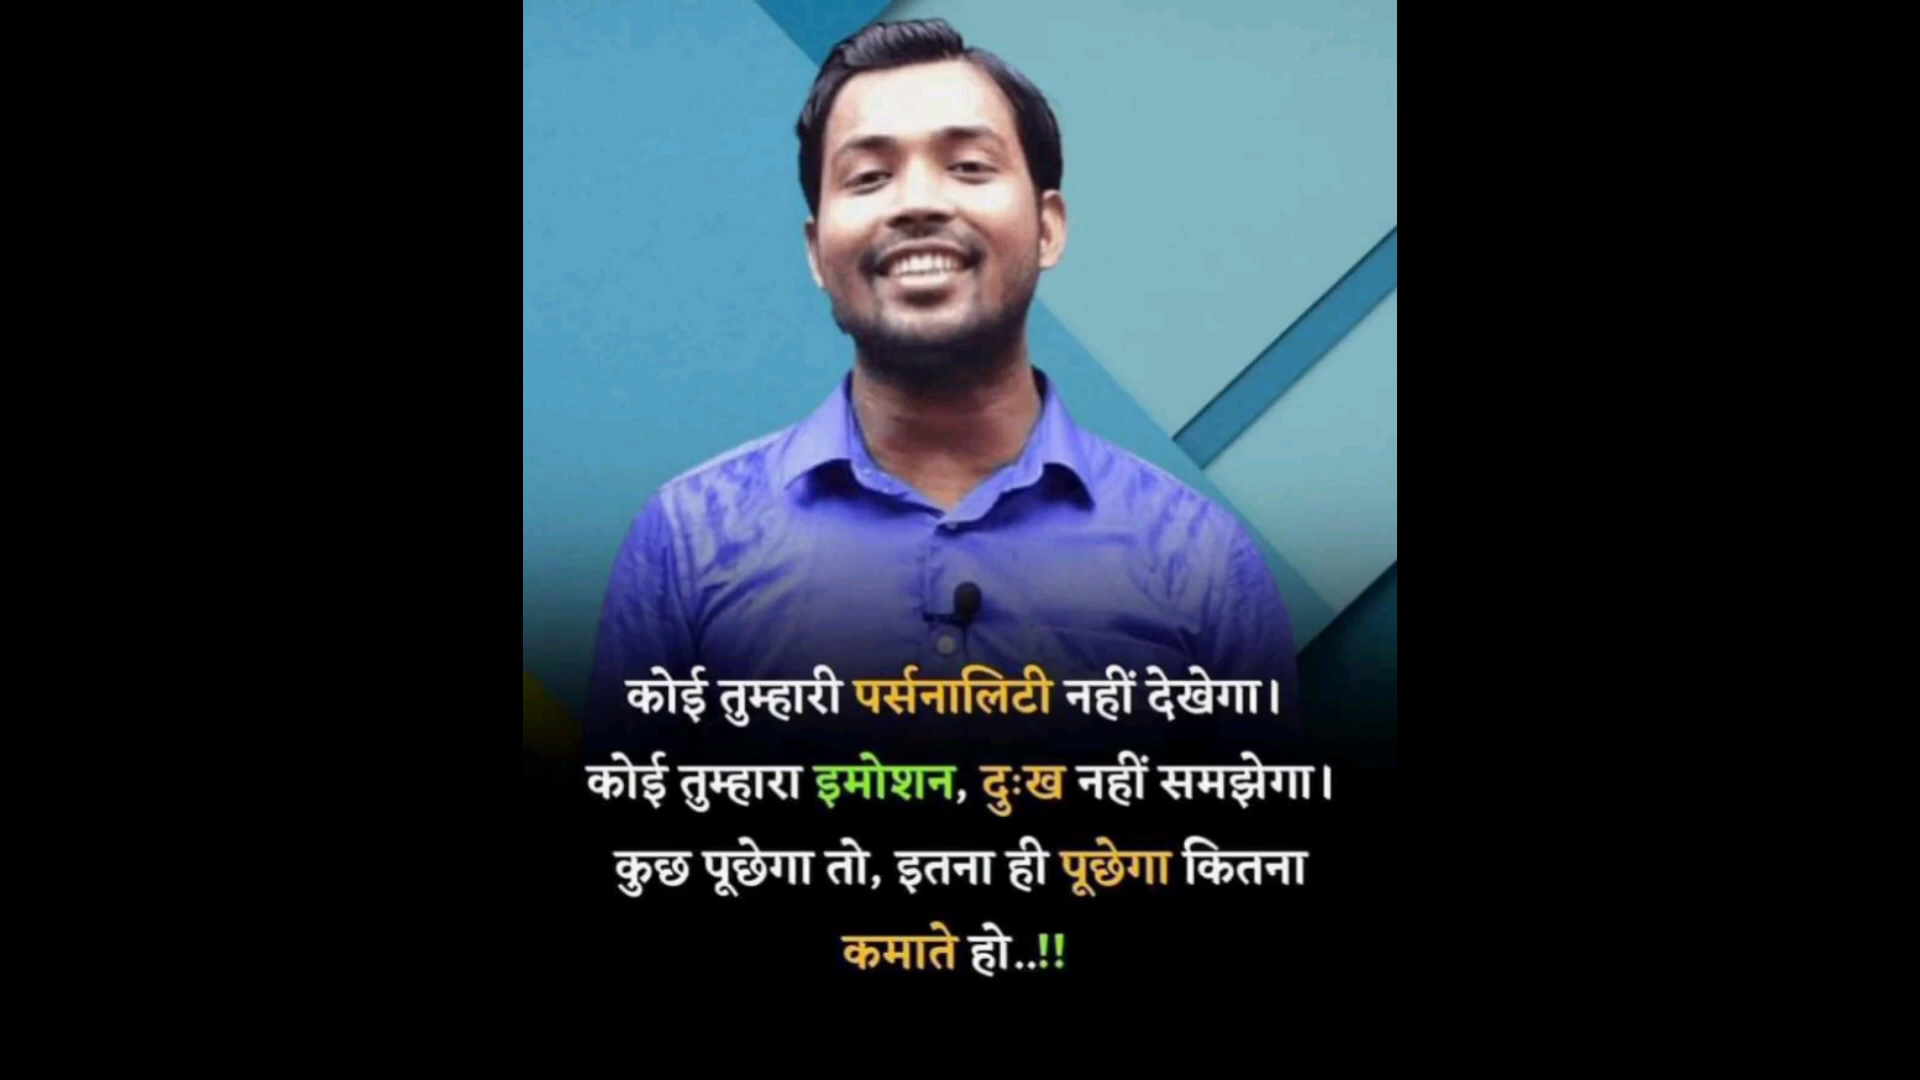 कोई तुम्हारी पर्सनालिटी नहीं देखेगा।
कोई तुम्हारा इमोशन, दुःख नहीं समझेगा।
कुछ पूछेगा तो, इतना ही पूछेगा कितना
कमाते हो..!!